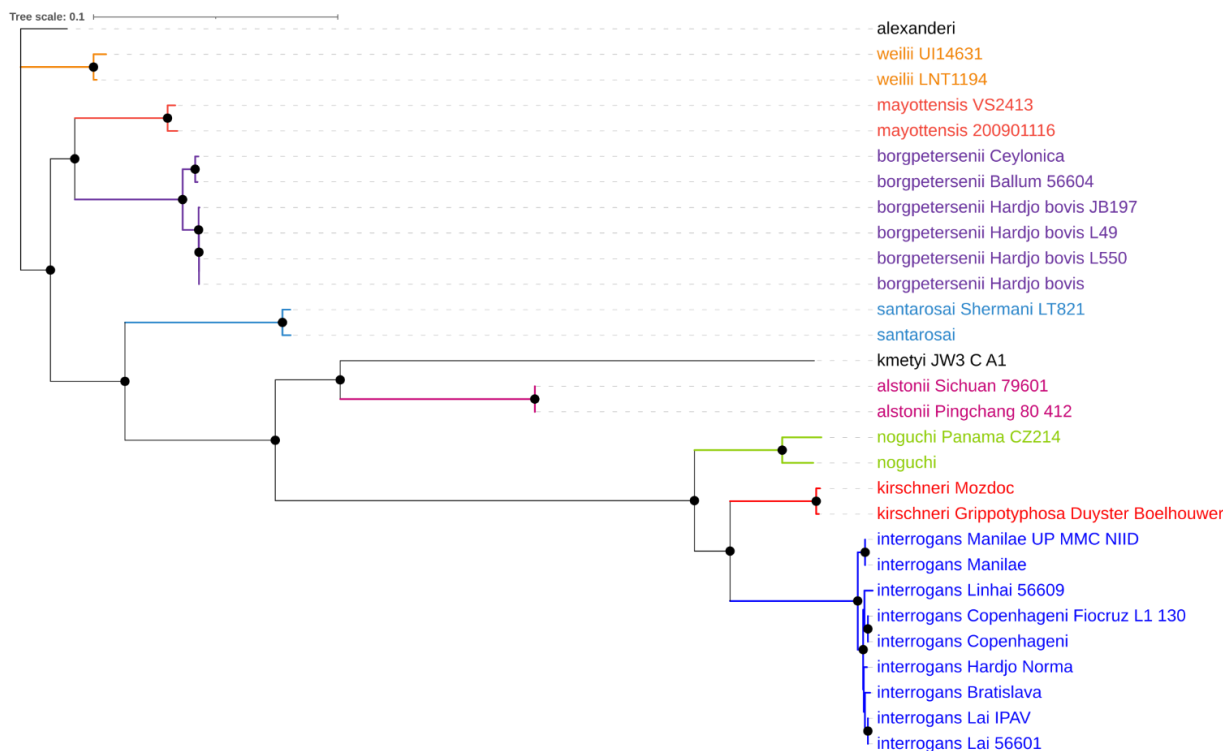 Tree scale: 0.1
alexanderi
weilii UI14631
weilii LNT1194
mayottensis VS2413
mayottensis 200901116
borgpetersenii Ceylonica
borgpetersenii Ballum 56604
borgpetersenii Hardjo bovis JB197
borgpetersenii Hardjo bovis L49
borgpetersenii Hardjo bovis L550
borgpetersenii Hardjo bovis
santarosai Shermani LT821
santarosai
kmetyi JW3 C A1
alstonii Sichuan 79601
alstonii Pingchang 80 412
noguchi Panama CZ214
noguchi
kirschneri Mozdoc
kirschneri Grippotyphosa Duyster Boelhouwer
interrogans Manilae UP MMC NIID
interrogans Manilae
interrogans Linhai 56609
interrogans Copenhageni Fiocruz L1 130
interrogans Copenhageni
interrogans Hardjo Norma
interrogans Bratislava
interrogans Lai IPAV
interrogans Lai 56601